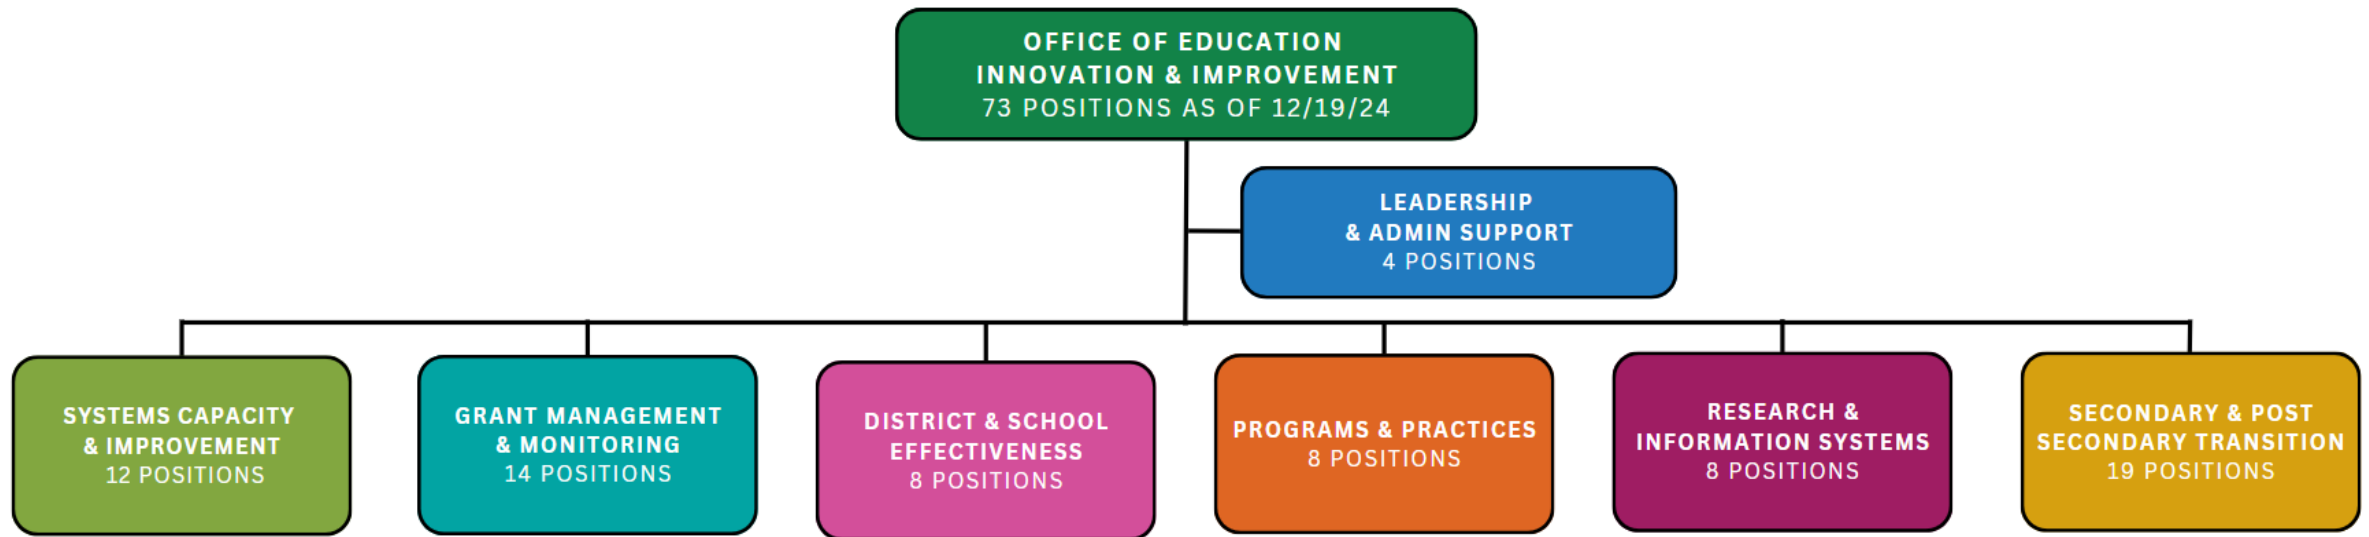 OFFICE OF EDUCATION
INNOVATION & IMPROVEMENT
73 POSITIONS AS OF 12/19/24
LEADERSHIP
& ADMIN SUPPORT
4 POSITIONS
SYSTEMS CAPACITY
& IMPROVEMENT
12 POSITIONS
GRANT MANAGEMENT
& MONITORING
14 POSITIONS
DISTRICT & SCHOOL
EFFECTIVENESS
8 POSITIONS
PROGRAMS & PRACTICES
8 POSITIONS
RESEARCH &
INFORMATION SYSTEMS
8 POSITIONS
SECONDARY & POST
SECONDARY TRANSITION
19 POSITIONS